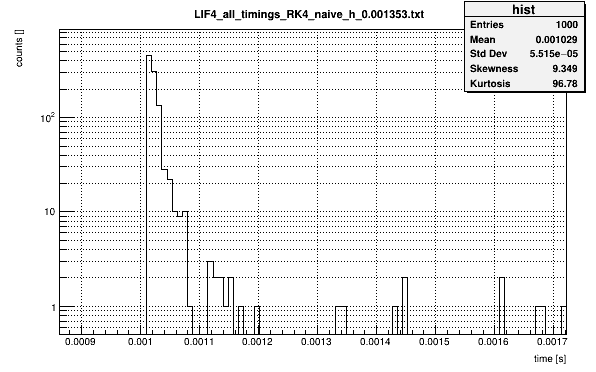 LIF4_all_timings_RK4_naive_h_0.001353.txt
hist
Entries 1000
Mean 0.001029
Std Dev 5.515e−05
Skewness 9.349
Kurtosis 96.78
counts []
10²
10
1
0.0009 0.001 0.0011 0.0012 0.0013 0.0014 0.0015 0.0016 0.0017
time [s]